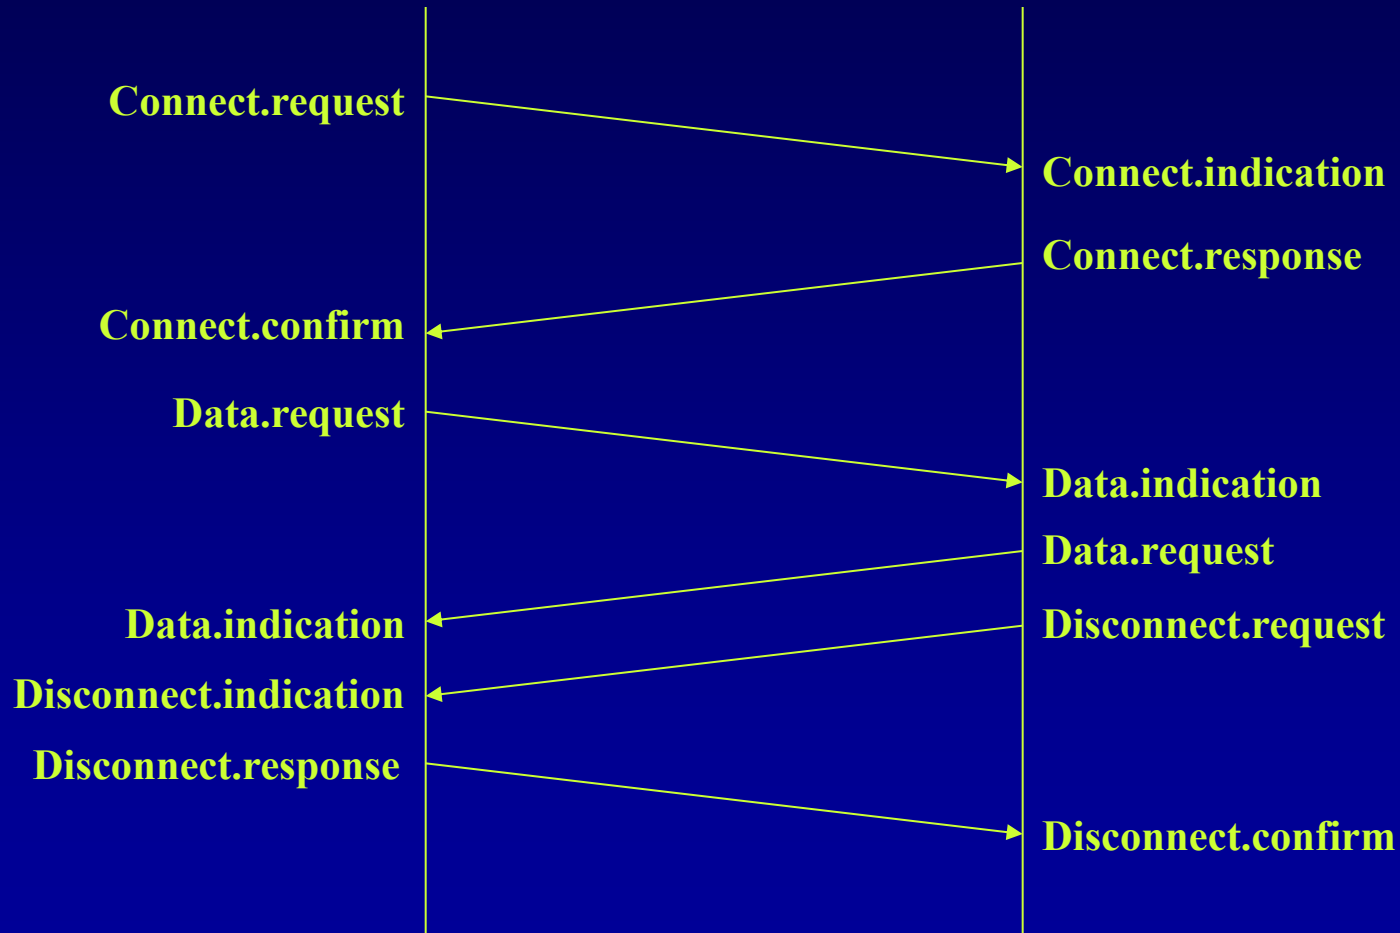 Connect.request
Connect.indication
Connect.response
Connect.confirm
Data.request
Data.indication
Data.request
Data.indication
Disconnect.request
Disconnect.indication
Disconnect.response
Disconnect.confirm